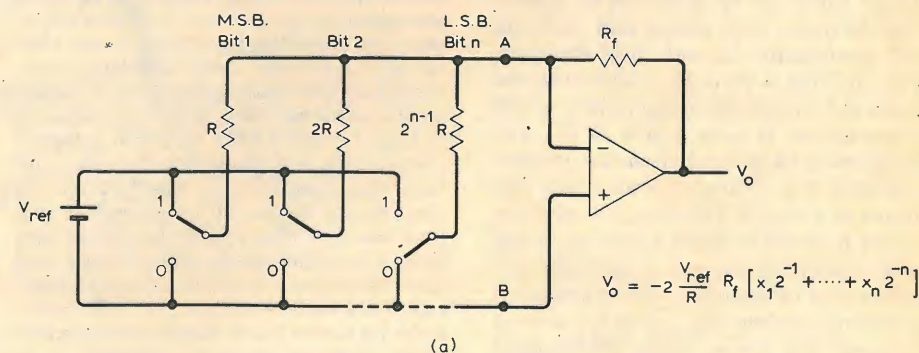 M.S.B.
Bit 1
Bit 2
L.S.B.
Bit n
A
R_f
R
2R
2^{n-1} R
−
+
V_o
V_ref
1
1
1
0
0
0
B
V_o = -2 V_ref/R R_f [x_1 2^{-1} + ····· + x_n 2^{-n}]
(a)